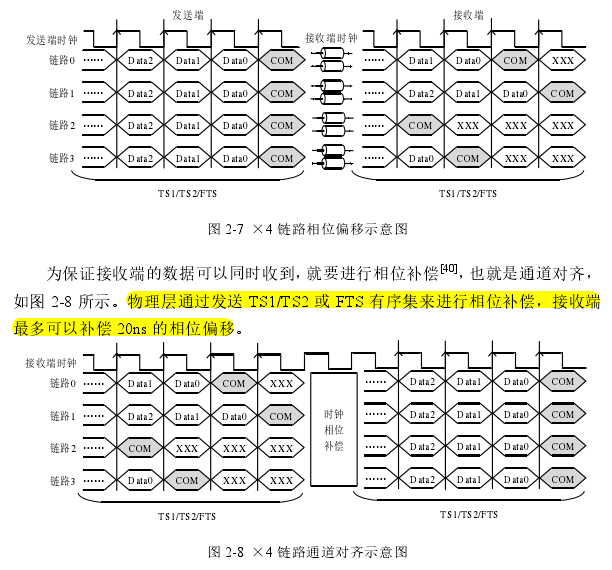 发送端 接收端
发送端时钟 接收端时钟
链路0 ...... Data2 Data1 Data0 COM ...... Data1 Data0 COM XXX
链路1 ...... Data2 Data1 Data0 COM ...... Data2 Data1 Data0 COM
链路2 ...... Data2 Data1 Data0 COM ...... COM XXX XXX XXX
链路3 ...... Data2 Data1 Data0 COM ...... Data0 COM XXX XXX
TS1/TS2/FTS TS1/TS2/FTS
图 2-7 ×4 链路相位偏移示意图
为保证接收端的数据可以同时收到,就要进行相位补偿[40],也就是通道对齐,
如图 2-8 所示。物理层通过发送 TS1/TS2 或 FTS 有序集来进行相位补偿,接收端
最多可以补偿 20ns 的相位偏移。
接收端时钟
链路0 ...... Data1 Data0 COM XXX ...... Data2 Data1 Data0 COM
链路1 ...... Data2 Data1 Data0 COM 时钟 ...... Data2 Data1 Data0 COM
相位
链路2 ...... COM XXX XXX XXX 补偿 ...... Data2 Data1 Data0 COM
链路3 ...... Data0 COM XXX XXX ...... Data2 Data1 Data0 COM
TS1/TS2/FTS TS1/TS2/FTS
图 2-8 ×4 链路通道对齐示意图